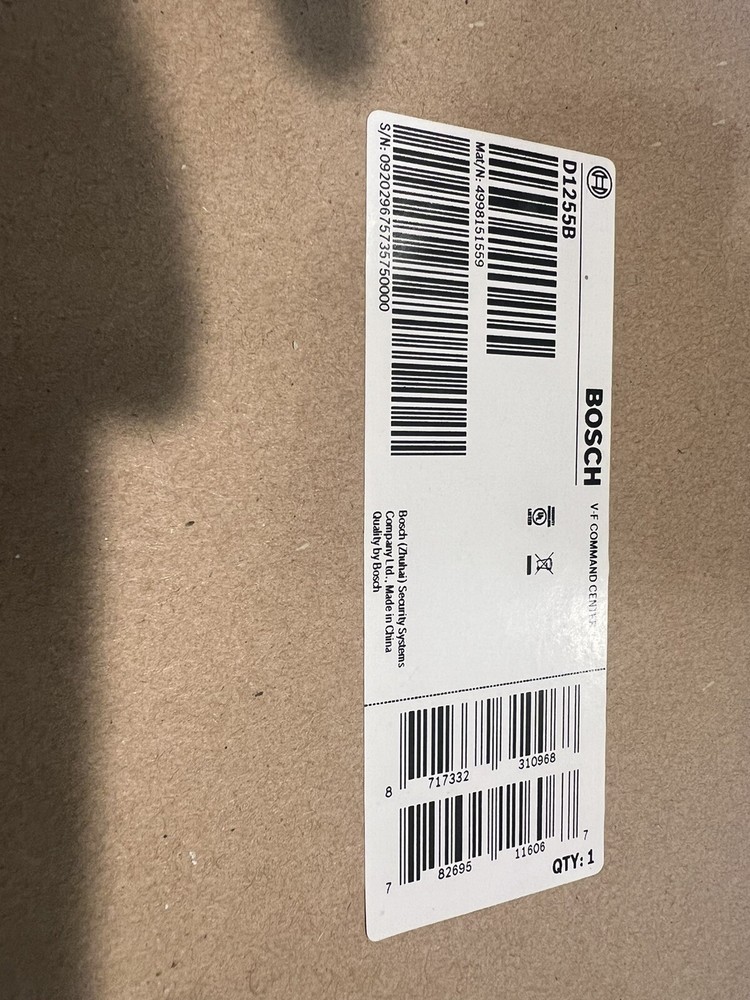 BOSCH
V-F COMMAND CENTER
D1255B
Mat/N: 4998151559
S/N: 092029675735750000
Bosch (Zhuhai) Security Systems
Company Ltd., Made in China
Quality by Bosch
8 717332 310968
7 82695 11606 7
QTY: 1